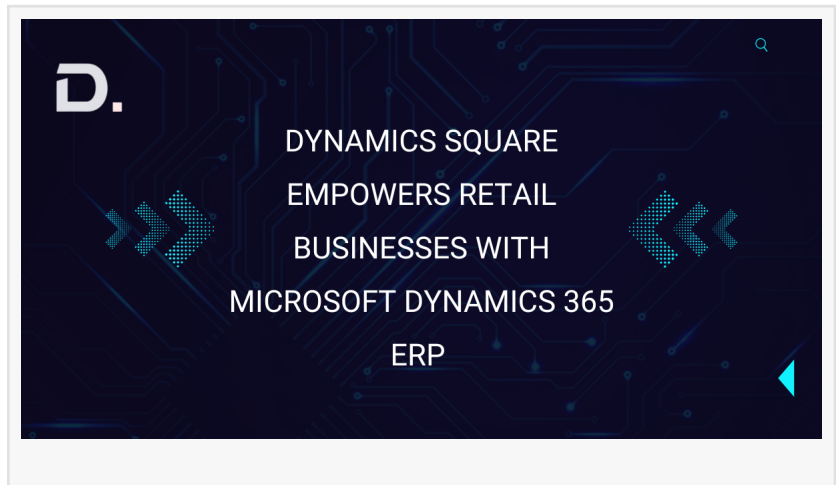 D.
DYNAMICS SQUARE
EMPOWERS RETAIL
BUSINESSES WITH
MICROSOFT DYNAMICS 365
ERP